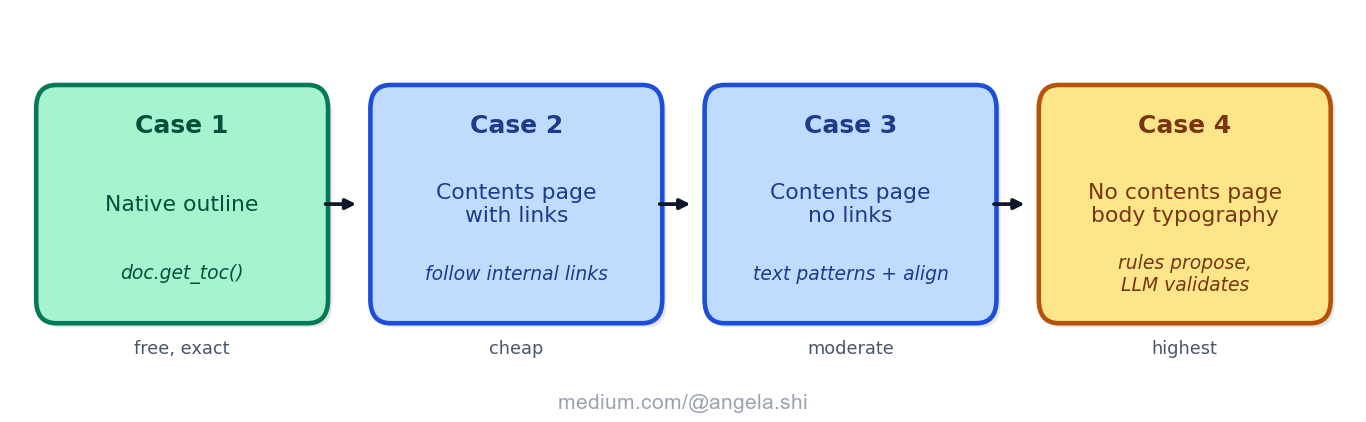 Case 1
Native outline
doc.get_toc()
free, exact
Case 2
Contents page
with links
follow internal links
cheap
Case 3
Contents page
no links
text patterns + align
moderate
Case 4
No contents page
body typography
rules propose,
LLM validates
highest
medium.com/@angela.shi